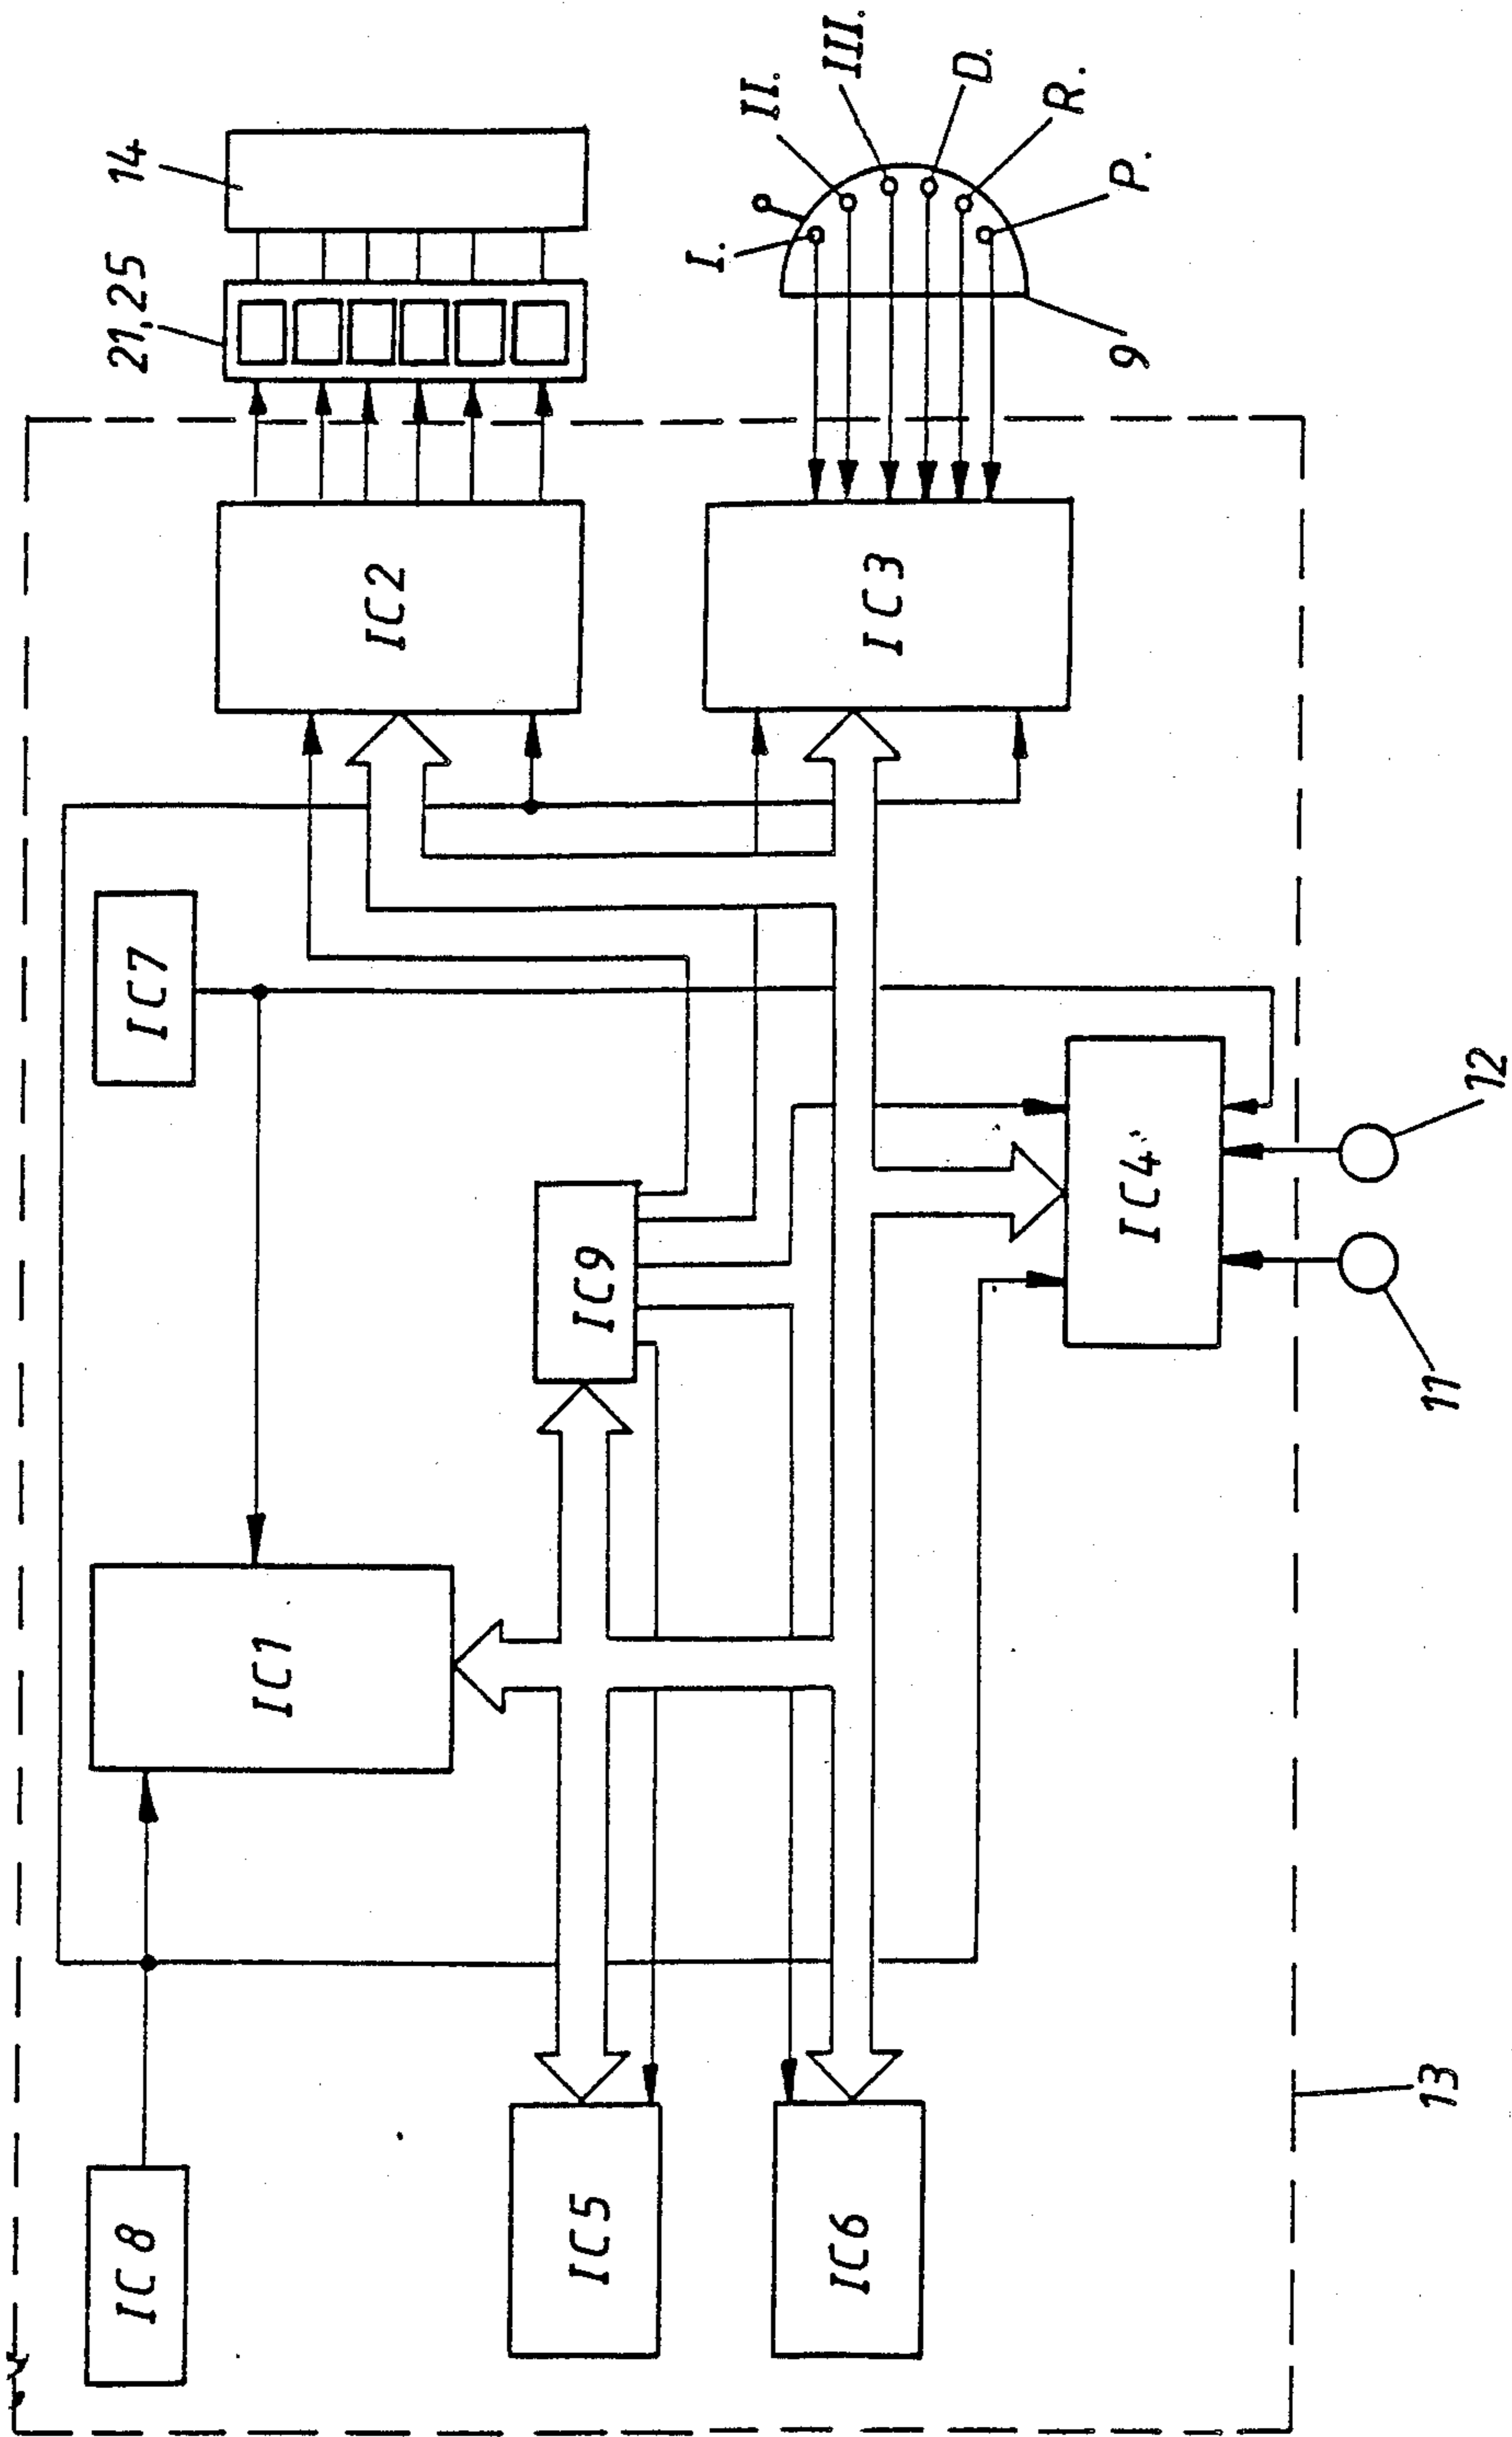 14
21,25
II.
III.
D.
R.
P.
I.
9
IC2
IC3
IC7
IC4
12
11
IC9
IC1
13
IC8
IC5
IC6